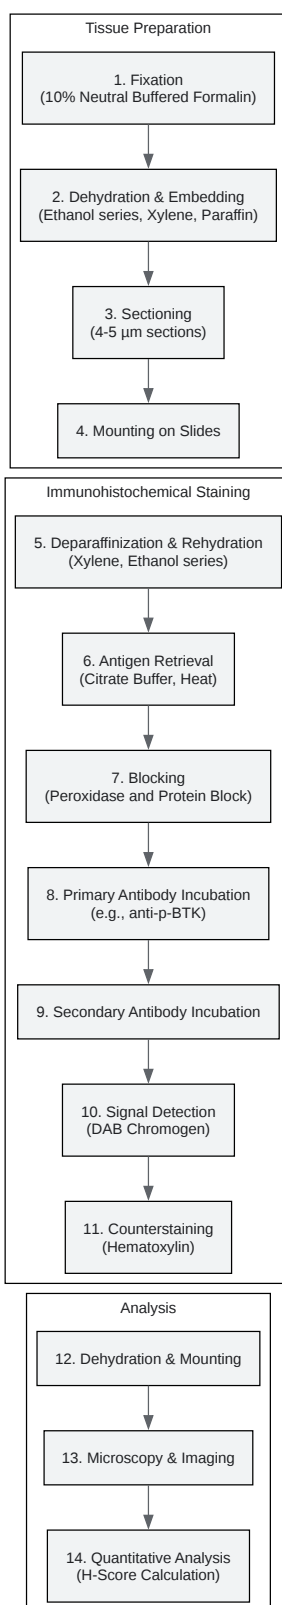 Tissue Preparation
1. Fixation
(10% Neutral Buffered Formalin)
2. Dehydration & Embedding
(Ethanol series, Xylene, Paraffin)
3. Sectioning
(4-5 µm sections)
4. Mounting on Slides
Immunohistochemical Staining
5. Deparaffinization & Rehydration
(Xylene, Ethanol series)
6. Antigen Retrieval
(Citrate Buffer, Heat)
7. Blocking
(Peroxidase and Protein Block)
8. Primary Antibody Incubation
(e.g., anti-p-BTK)
9. Secondary Antibody Incubation
10. Signal Detection
(DAB Chromogen)
11. Counterstaining
(Hematoxylin)
Analysis
12. Dehydration & Mounting
13. Microscopy & Imaging
14. Quantitative Analysis
(H-Score Calculation)